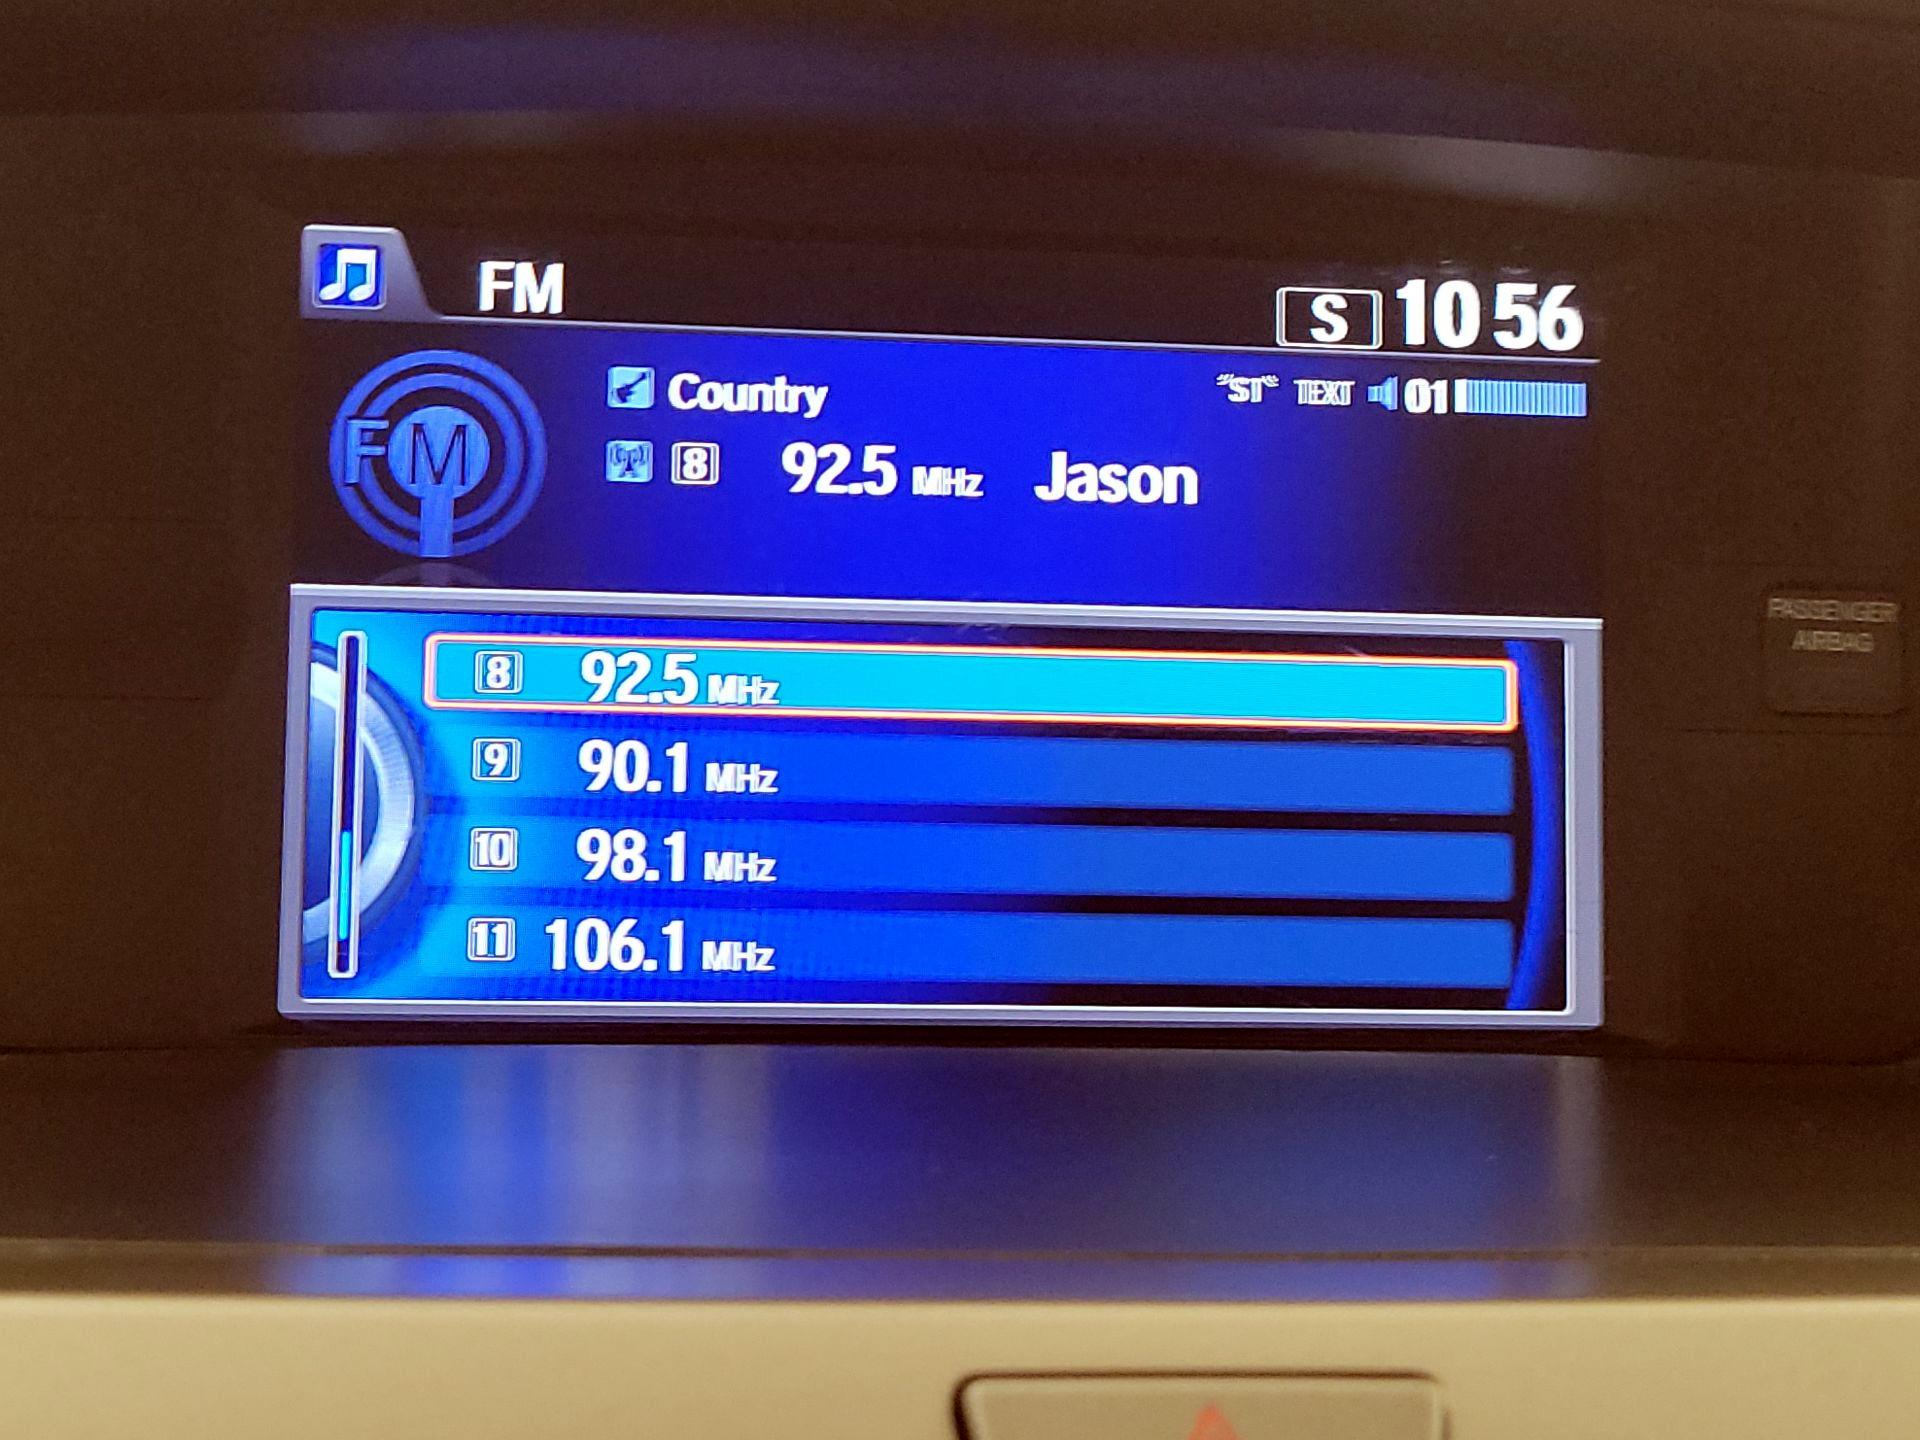 FM
S 10 56
Country
ST TEXT 01
FM
8 92.5 MHz Jason
8 92.5 MHz
9 90.1 MHz
10 98.1 MHz
11 106.1 MHz
PASSENGER
AIRBAG